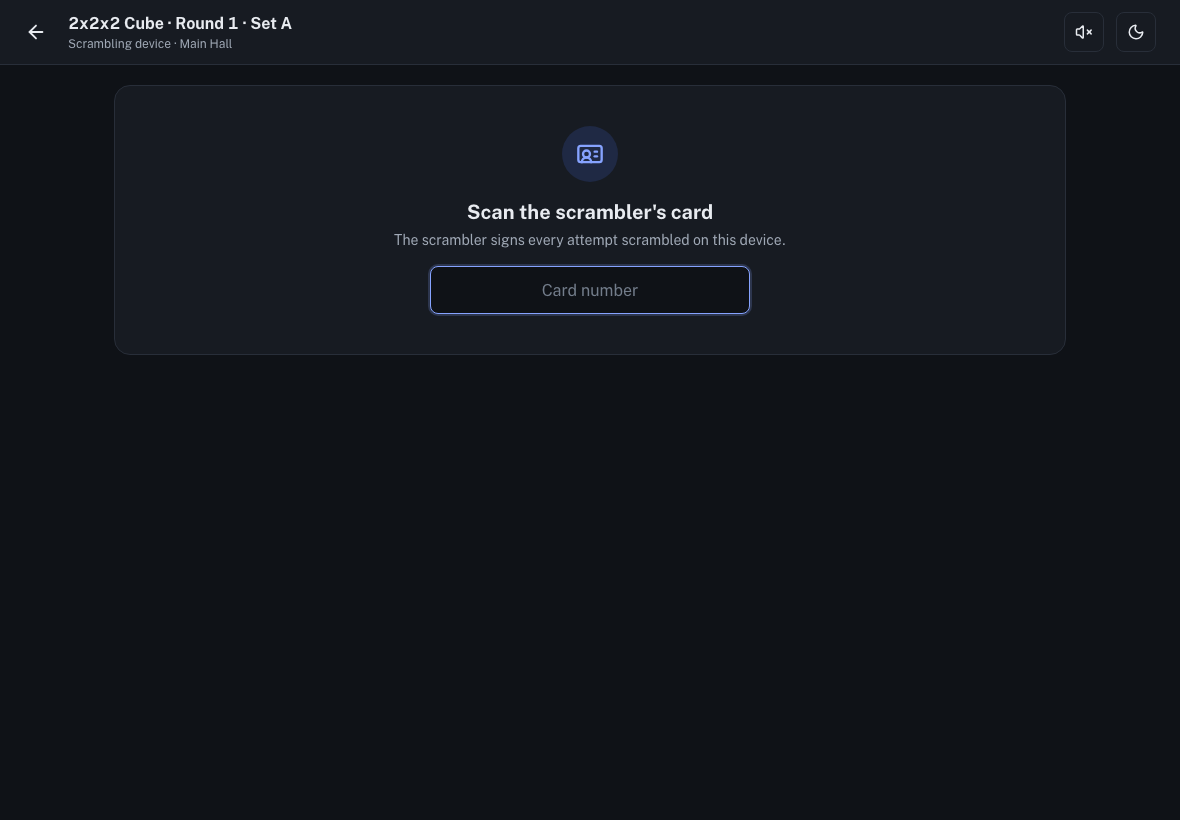 2x2x2 Cube · Round 1 · Set A
Scrambling device · Main Hall
Scan the scrambler's card
The scrambler signs every attempt scrambled on this device.
Card number